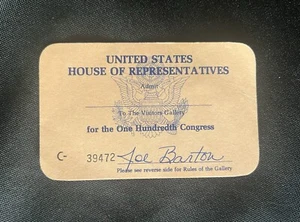 UNITED STATES
HOUSE OF REPRESENTATIVES
Admit
To The Visitors Gallery
for the One Hundredth Congress
C- 39472 Joe Barton
Please see reverse side for Rules of the Gallery